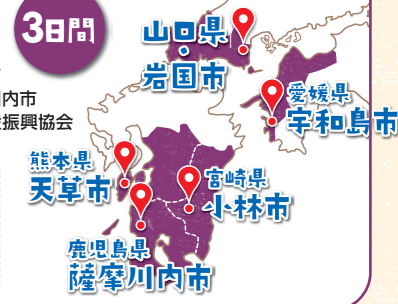 3日間
山口県
・
岩国市
愛媛県
宇和島市
内市
振興協会
熊本県
天草市
宮崎県
小林市
鹿児島県
薩摩川内市